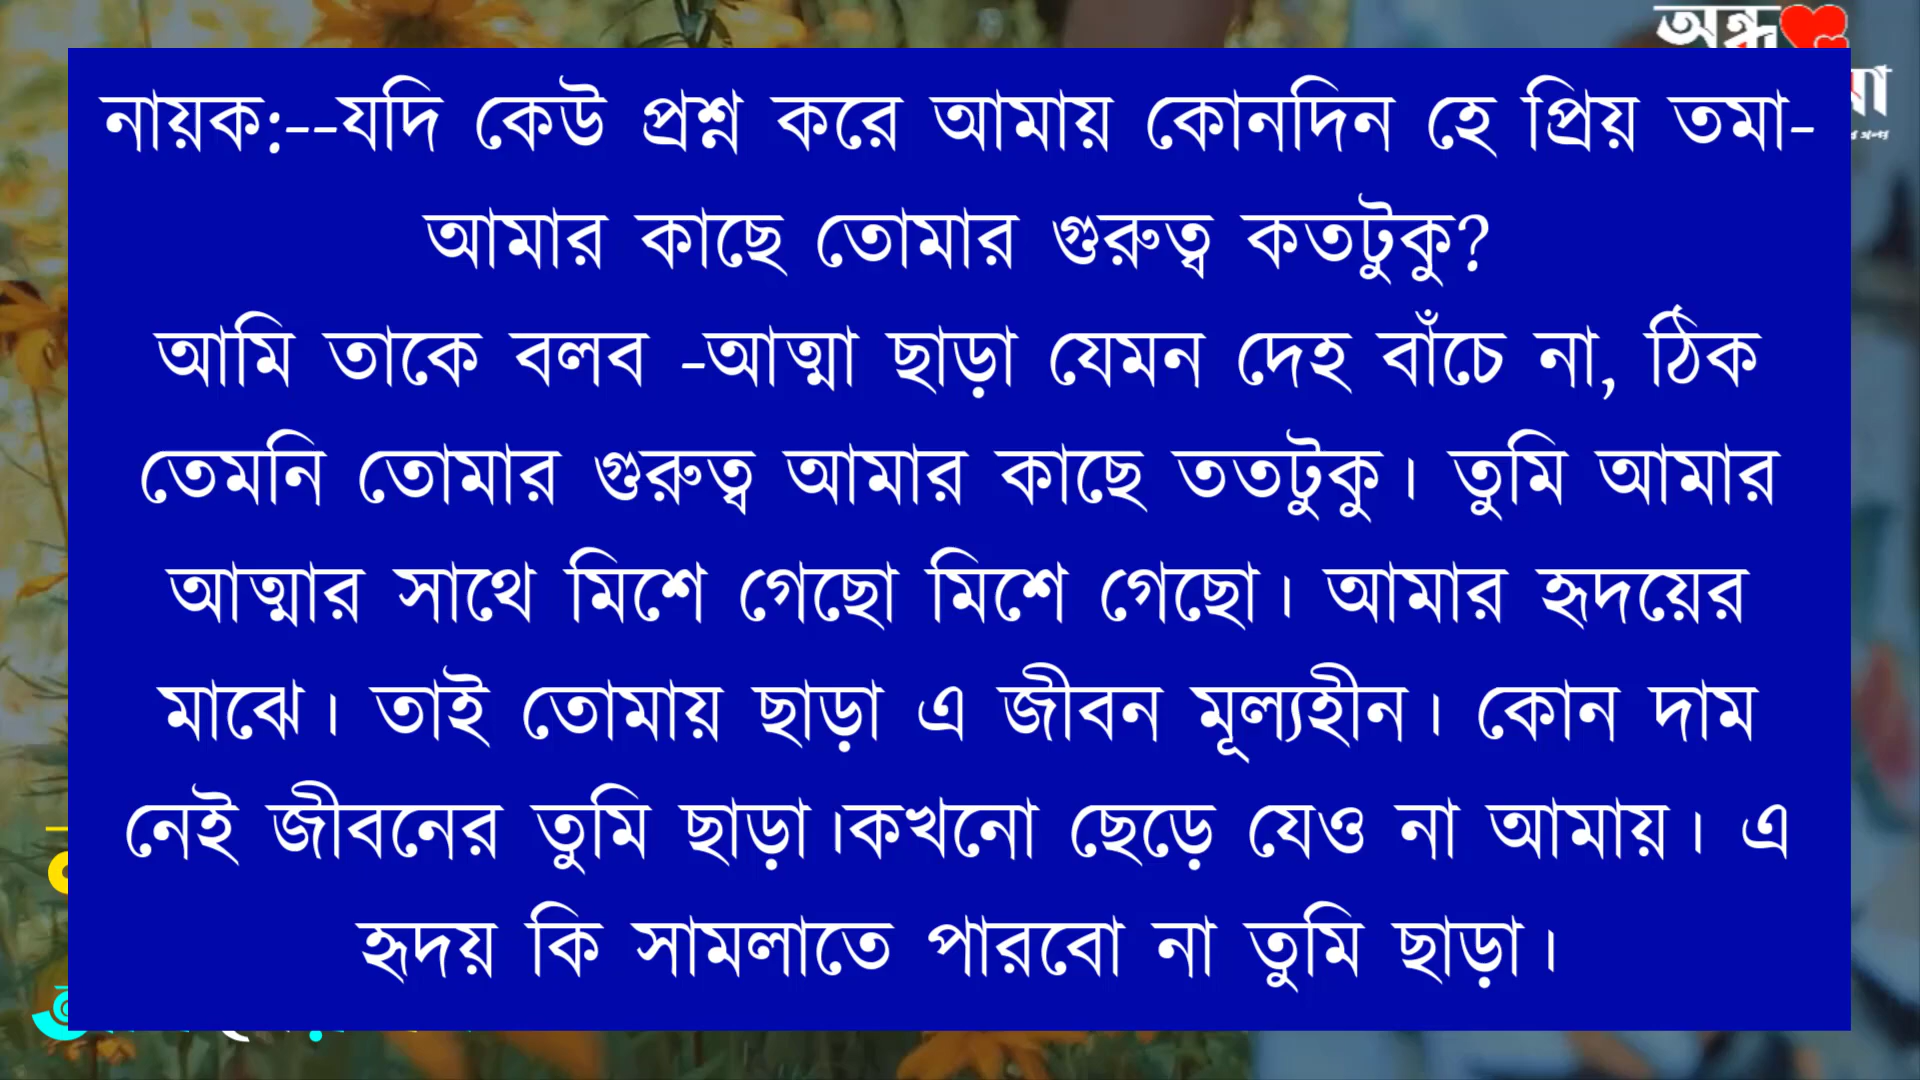 অন্ধ
নায়ক:--যদি কেউ প্রশ্ন করে আমায় কোনদিন হে প্রিয় তমা-
আমার কাছে তোমার গুরুত্ব কতটুকু?
আমি তাকে বলব -আত্মা ছাড়া যেমন দেহ বাঁচে না, ঠিক
তেমনি তোমার গুরুত্ব আমার কাছে ততটুকু। তুমি আমার
আত্মার সাথে মিশে গেছো মিশে গেছো। আমার হৃদয়ের
মাঝে। তাই তোমায় ছাড়া এ জীবন মূল্যহীন। কোন দাম
নেই জীবনের তুমি ছাড়া।কখনো ছেড়ে যেও না আমায়। এ
হৃদয় কি সামলাতে পারবো না তুমি ছাড়া।